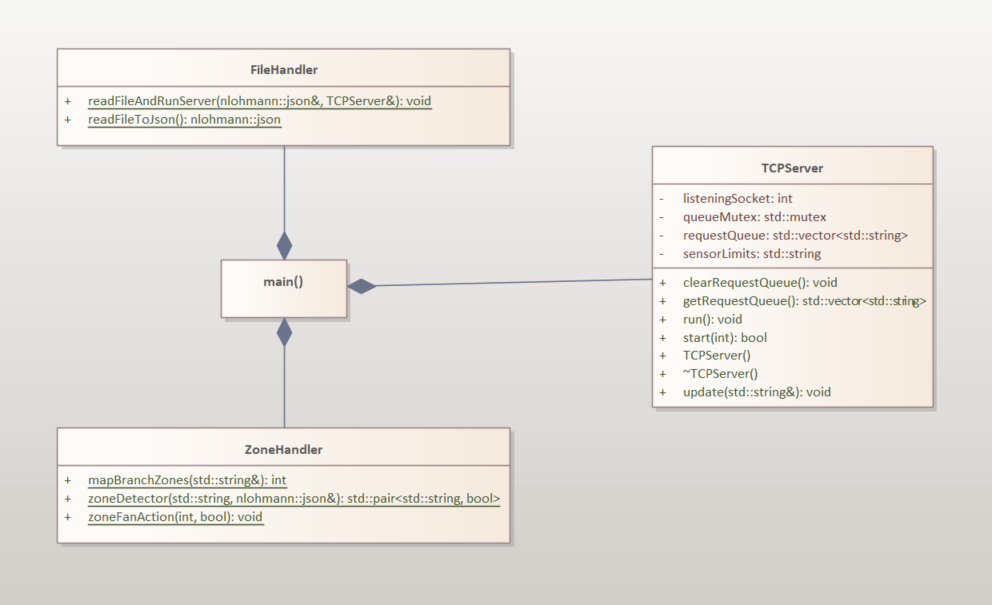 FileHandler
+ readFileAndRunServer(nlohmann::json&, TCPServer&): void
+ readFileToJson(): nlohmann::json
TCPServer
- listeningSocket: int
- queueMutex: std::mutex
- requestQueue: std::vector<std::string>
- sensorLimits: std::string
+ clearRequestQueue(): void
+ getRequestQueue(): std::vector<std::string>
+ run(): void
+ start(int): bool
+ TCPServer()
+ ~TCPServer()
+ update(std::string&): void
main()
ZoneHandler
+ mapBranchZones(std::string&): int
+ zoneDetector(std::string, nlohmann::json&): std::pair<std::string, bool>
+ zoneFanAction(int, bool): void